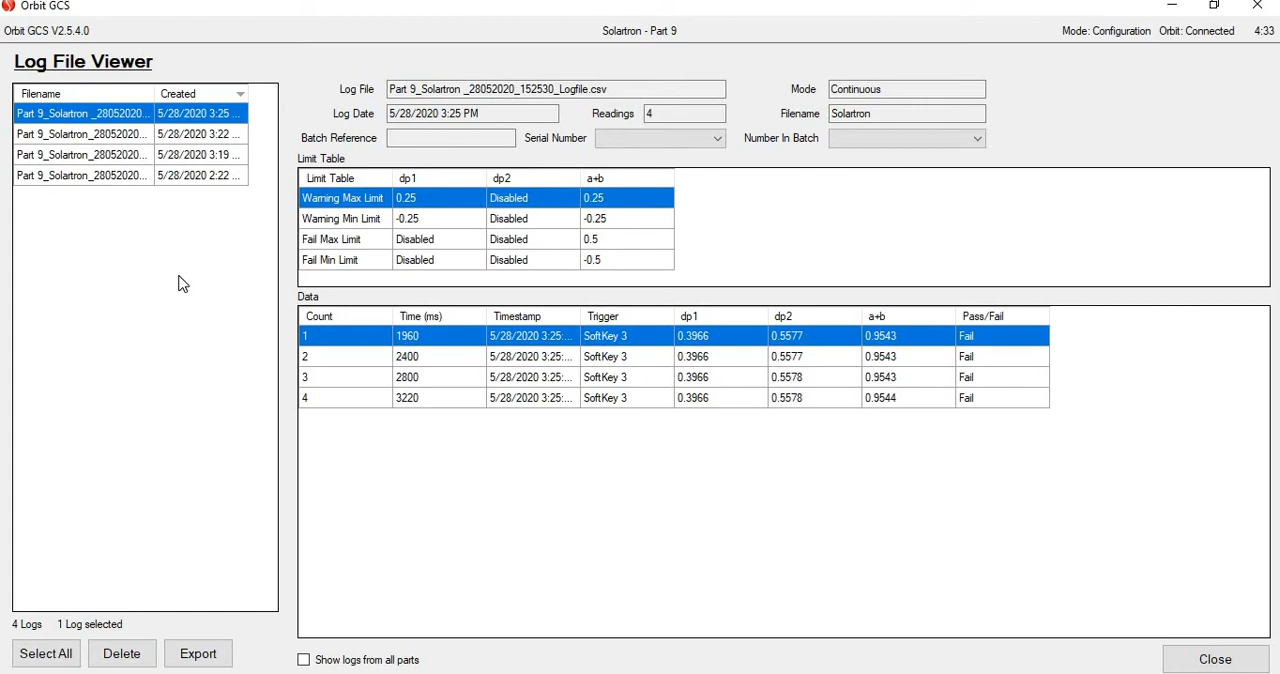 Orbit GCS
Orbit GCS V2.5.4.0
Solartron - Part 9
Mode: Configuration Orbit: Connected 4:33
Log File Viewer
Filename Created
Part 9_Solartron _28052020... 5/28/2020 3:25 ...
Part 9_Solartron_28052020... 5/28/2020 3:22 ...
Part 9_Solartron_28052020... 5/28/2020 3:19 ...
Part 9_Solartron_28052020... 5/28/2020 2:22 ...
4 Logs 1 Log selected
Select All Delete Export
Log File Part 9_Solartron _28052020_152530_Logfile.csv Mode Continuous
Log Date 5/28/2020 3:25 PM Readings 4 Filename Solartron
Batch Reference Serial Number Number In Batch
Limit Table
Limit Table dp1 dp2 a+b
Warning Max Limit 0.25 Disabled 0.25
Warning Min Limit -0.25 Disabled -0.25
Fail Max Limit Disabled Disabled 0.5
Fail Min Limit Disabled Disabled -0.5
Data
Count Time (ms) Timestamp Trigger dp1 dp2 a+b Pass/Fail
1 1960 5/28/2020 3:25:... SoftKey 3 0.3966 0.5577 0.9543 Fail
2 2400 5/28/2020 3:25:... SoftKey 3 0.3966 0.5577 0.9543 Fail
3 2800 5/28/2020 3:25:... SoftKey 3 0.3966 0.5578 0.9543 Fail
4 3220 5/28/2020 3:25:... SoftKey 3 0.3966 0.5578 0.9544 Fail
Show logs from all parts
Close